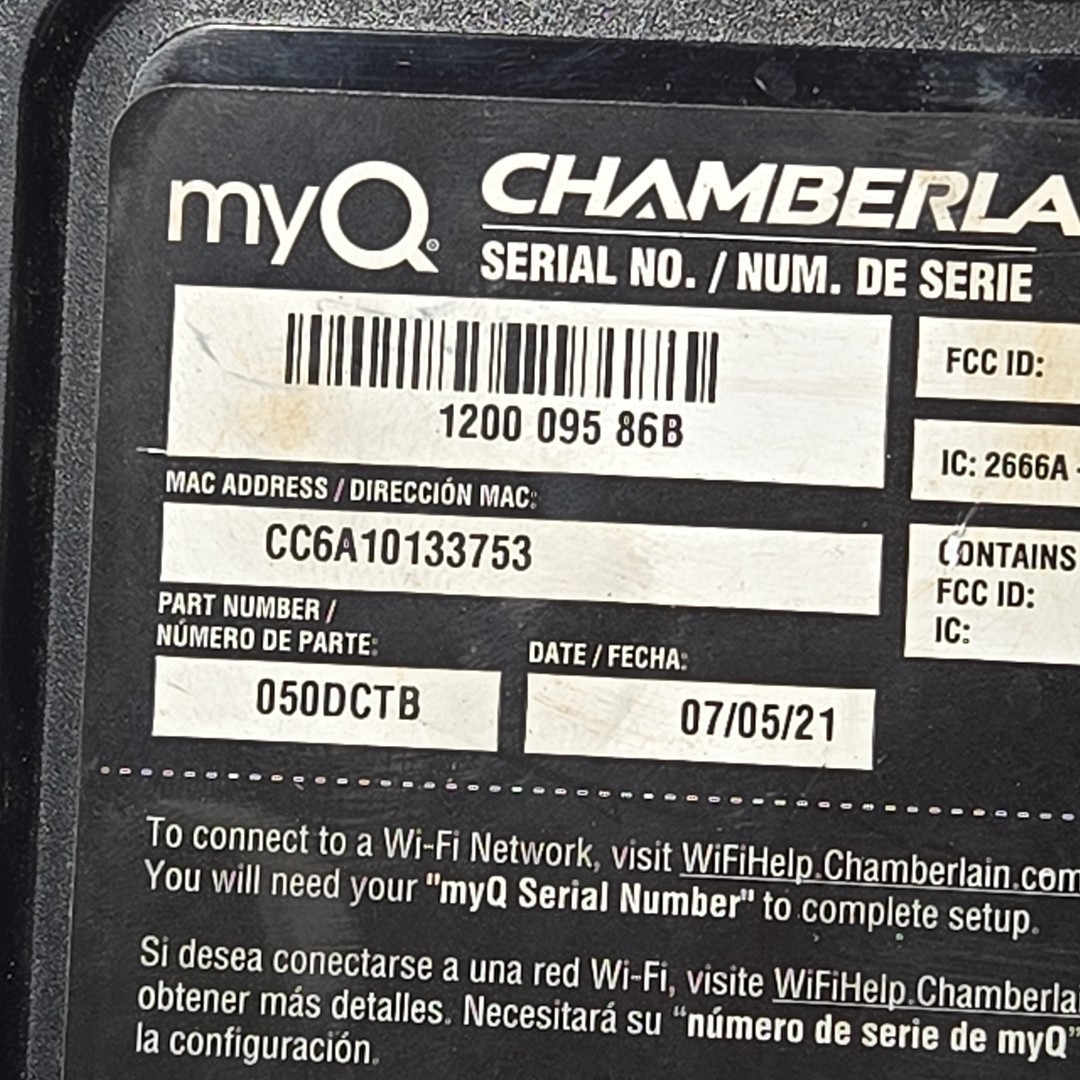 myQ®
CHAMBERLA
SERIAL NO. / NUM. DE SERIE
1200 095 86B
MAC ADDRESS / DIRECCIÓN MAC:
CC6A10133753
PART NUMBER /
NÚMERO DE PARTE:
050DCTB
DATE / FECHA:
07/05/21
FCC ID:
IC: 2666A -
CONTAINS
FCC ID:
IC:
To connect to a Wi-Fi Network, visit WiFiHelp.Chamberlain.com
You will need your "myQ Serial Number" to complete setup.
Si desea conectarse a una red Wi-Fi, visite WiFiHelp.Chamberlai
obtener más detalles. Necesitará su “número de serie de myQ”
la configuración.